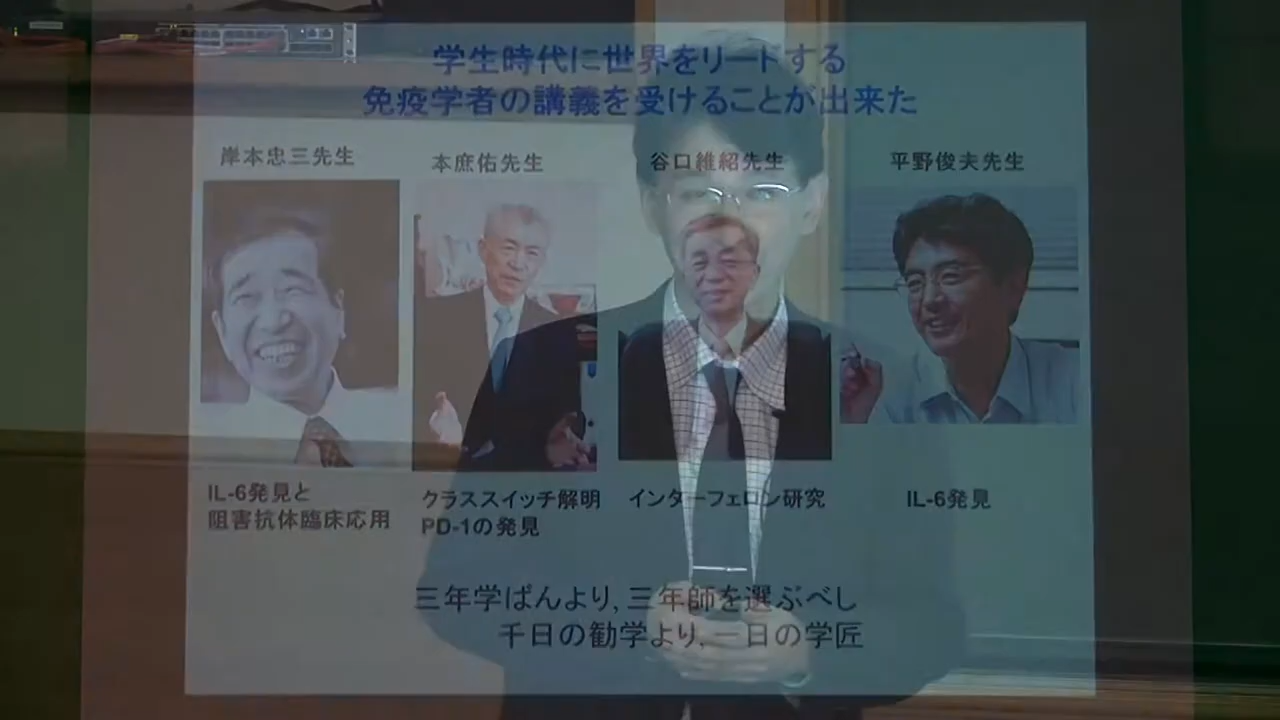 学生時代に世界をリードする
免疫学者の講義を受けることが出来た
岸本忠三先生
本庶佑先生
谷口維紹先生
平野俊夫先生
IL-6発見と
阻害抗体臨床応用
クラススイッチ解明
PD-1の発見
インターフェロン研究
IL-6発見
三年学ばんより, 三年師を選ぶべし
千日の勧学より, 一日の学匠